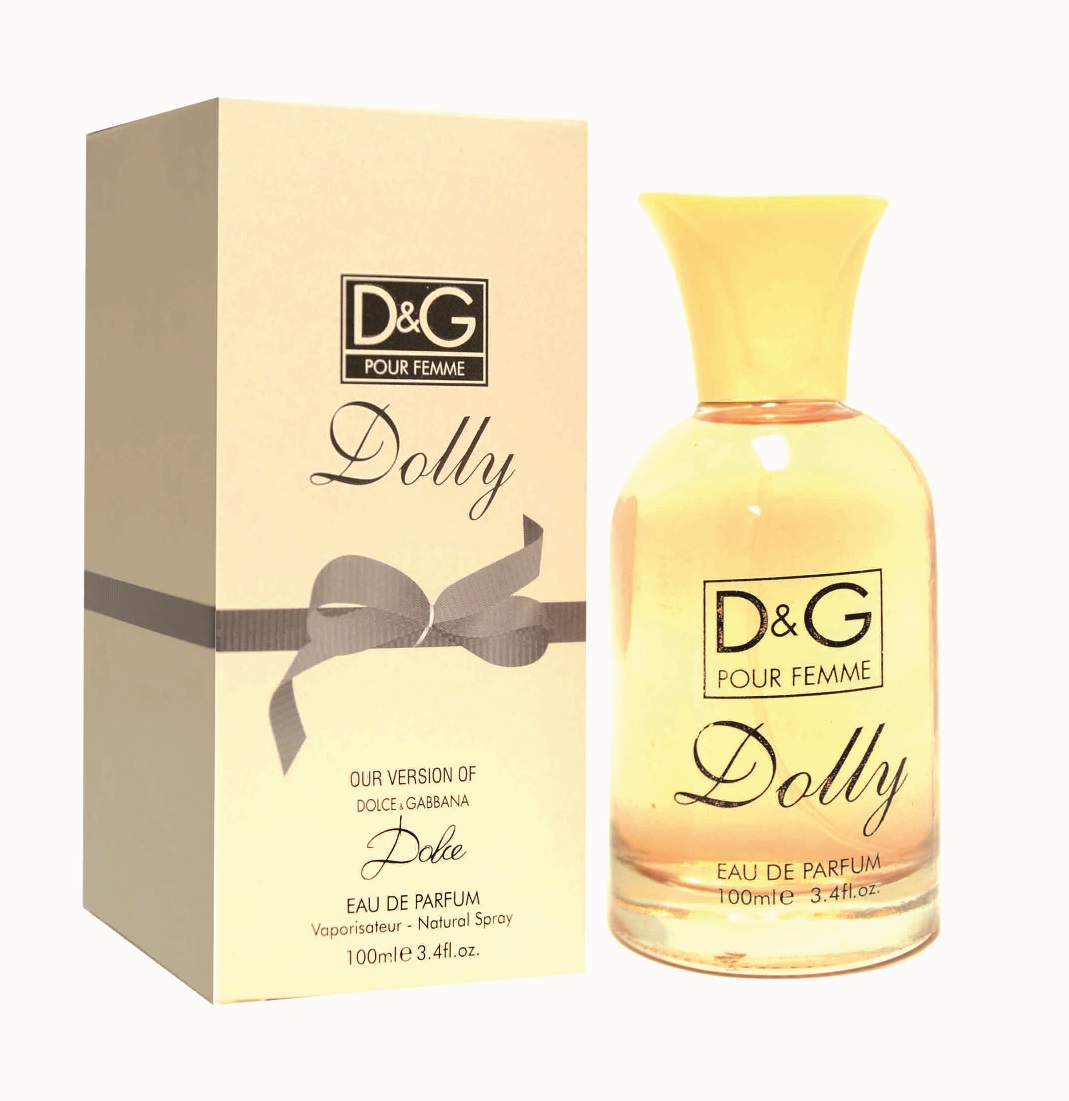 D&G
POUR FEMME
Dolly
OUR VERSION OF
DOLCE & GABBANA
Dolce
EAU DE PARFUM
Vaporisateur - Natural Spray
100ml e 3.4fl.oz.
D&G
POUR FEMME
Dolly
EAU DE PARFUM
100ml e 3.4fl.oz.